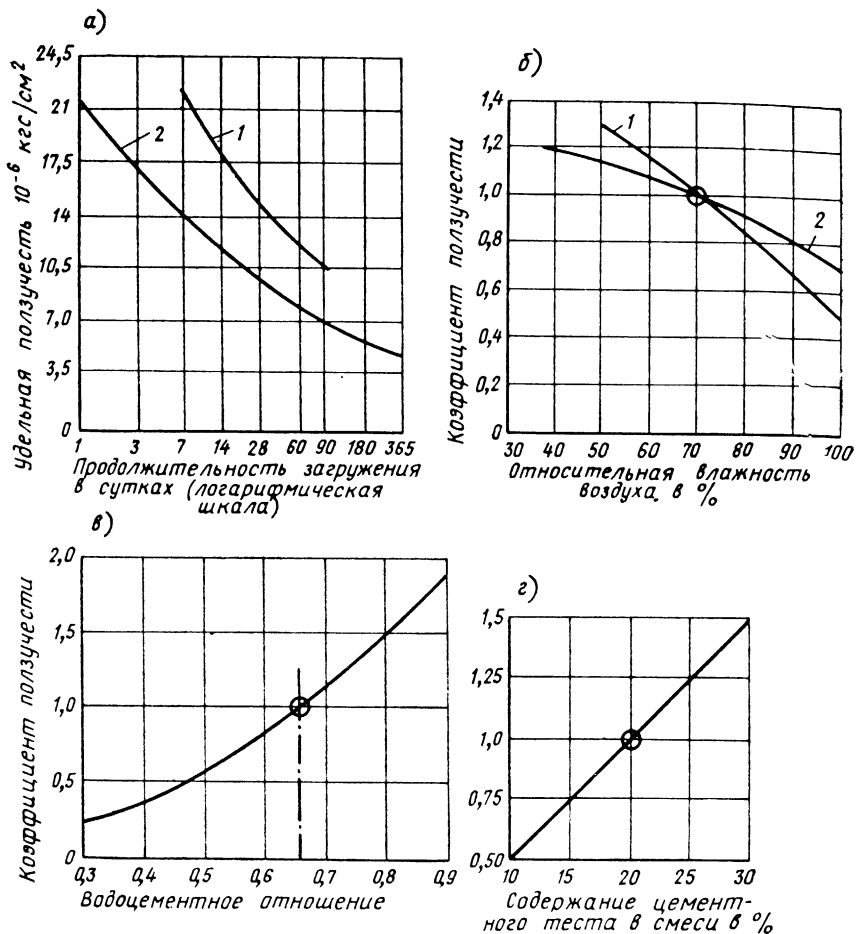 а)
Удельная ползучесть 10⁻⁶ кгс/см²
24,5
21
17,5
14
10,5
7,0
3,5
0
2
1
1 3 7 14 28 60 90 180 365
Продолжительность загружения
в сутках (логарифмическая
шкала)
б)
Коэффициент ползучести
1,4
1,2
1,0
0,8
0,6
0,4
0,2
0
1
2
30 40 50 60 70 80 90 100
Относительная влажность
воздуха, в %
в)
Коэффициент ползучести
2,0
1,5
1,0
0,5
0
0,3 0,4 0,5 0,6 0,7 0,8 0,9
Водоцементное отношение
г)
1,5
1,25
1,0
0,75
0,50
10 15 20 25 30
Содержание цемент-
ного теста в смеси в %